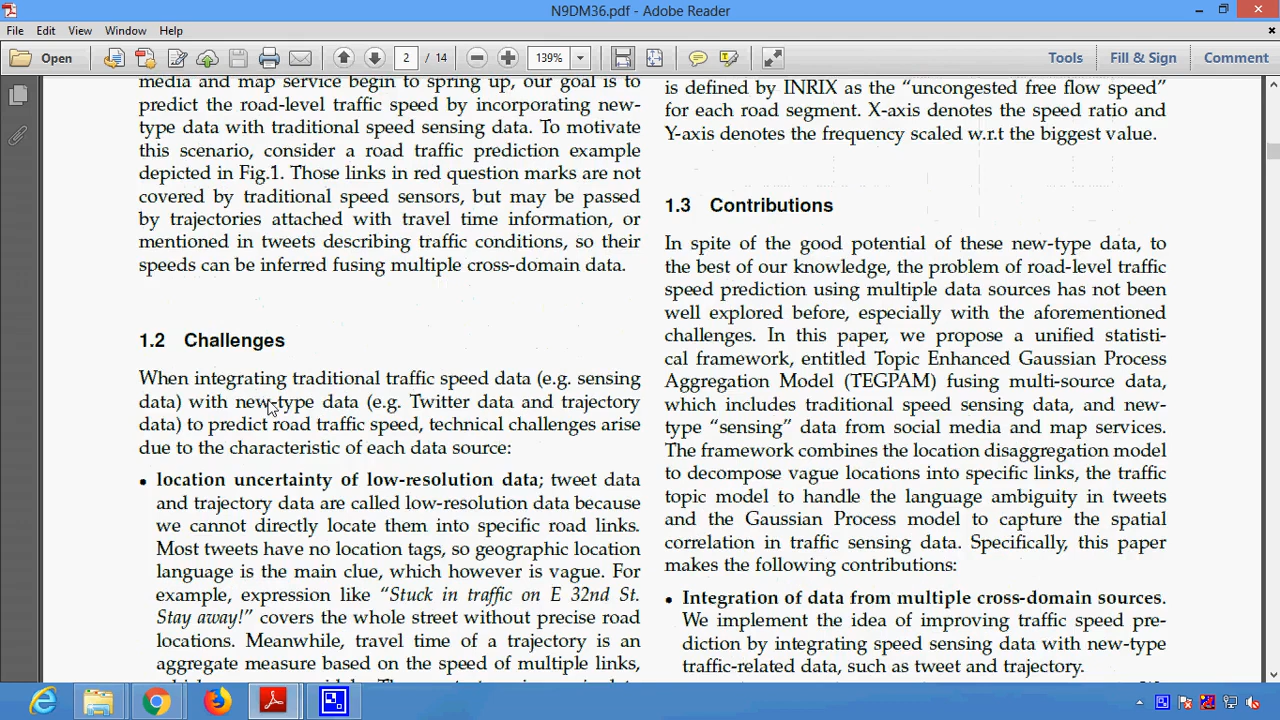 N9DM36.pdf - Adobe Reader
File Edit View Window Help
Open 2 / 14 139% Tools Fill & Sign Comment
media and map service begin to spring up, our goal is to
predict the road-level traffic speed by incorporating new-
type data with traditional speed sensing data. To motivate
this scenario, consider a road traffic prediction example
depicted in Fig.1. Those links in red question marks are not
covered by traditional speed sensors, but may be passed
by trajectories attached with travel time information, or
mentioned in tweets describing traffic conditions, so their
speeds can be inferred fusing multiple cross-domain data.
1.2 Challenges
When integrating traditional traffic speed data (e.g. sensing
data) with new-type data (e.g. Twitter data and trajectory
data) to predict road traffic speed, technical challenges arise
due to the characteristic of each data source:
• location uncertainty of low-resolution data; tweet data
and trajectory data are called low-resolution data because
we cannot directly locate them into specific road links.
Most tweets have no location tags, so geographic location
language is the main clue, which however is vague. For
example, expression like “Stuck in traffic on E 32nd St.
Stay away!” covers the whole street without precise road
locations. Meanwhile, travel time of a trajectory is an
aggregate measure based on the speed of multiple links,
is defined by INRIX as the “uncongested free flow speed”
for each road segment. X-axis denotes the speed ratio and
Y-axis denotes the frequency scaled w.r.t the biggest value.
1.3 Contributions
In spite of the good potential of these new-type data, to
the best of our knowledge, the problem of road-level traffic
speed prediction using multiple data sources has not been
well explored before, especially with the aforementioned
challenges. In this paper, we propose a unified statisti-
cal framework, entitled Topic Enhanced Gaussian Process
Aggregation Model (TEGPAM) fusing multi-source data,
which includes traditional speed sensing data, and new-
type “sensing” data from social media and map services.
The framework combines the location disaggregation model
to decompose vague locations into specific links, the traffic
topic model to handle the language ambiguity in tweets
and the Gaussian Process model to capture the spatial
correlation in traffic sensing data. Specifically, this paper
makes the following contributions:
• Integration of data from multiple cross-domain sources.
We implement the idea of improving traffic speed pre-
diction by integrating speed sensing data with new-type
traffic-related data, such as tweet and trajectory.